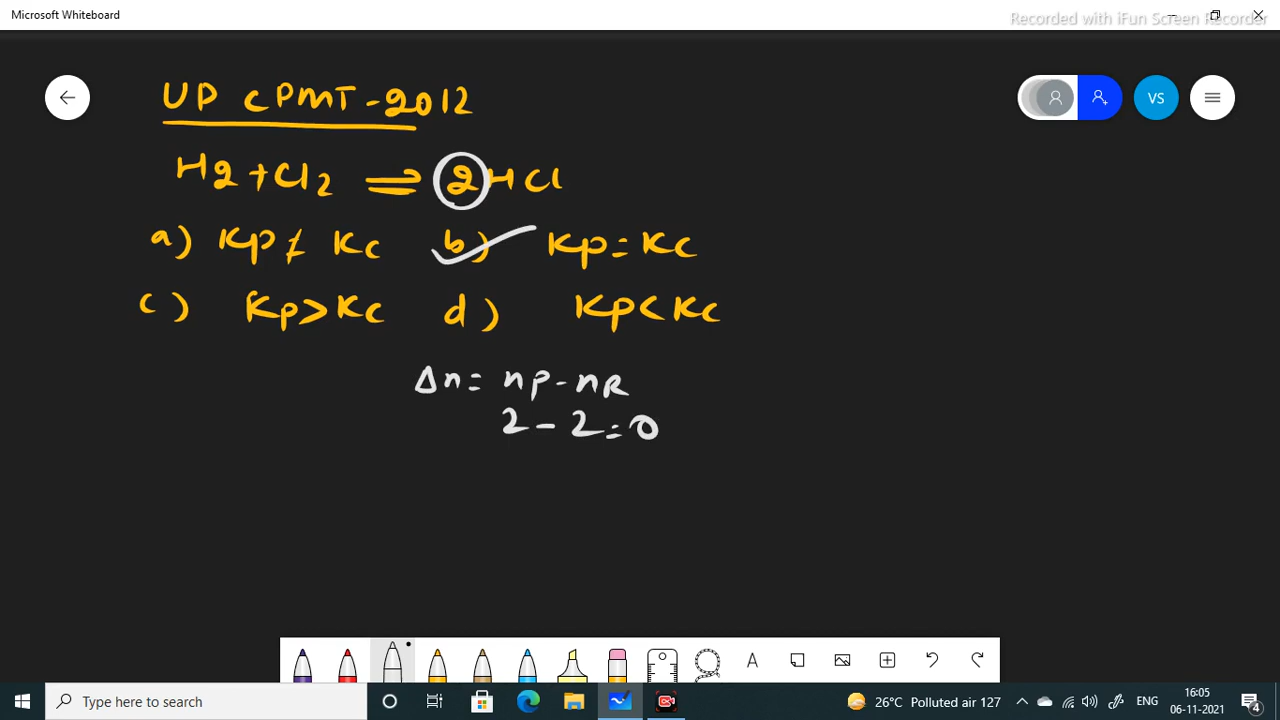 Microsoft Whiteboard
Recorded with iFun Screen Recorder
UP CPMT-2012
VS
H2 + Cl2 ⇌ 2HCl
a) Kp ≠ Kc b) Kp = Kc
c) Kp > Kc d) Kp < Kc
Δn = np - nR
2 - 2 = 0
A
Type here to search
26°C Polluted air 127
ENG
16:05
06-11-2021
4